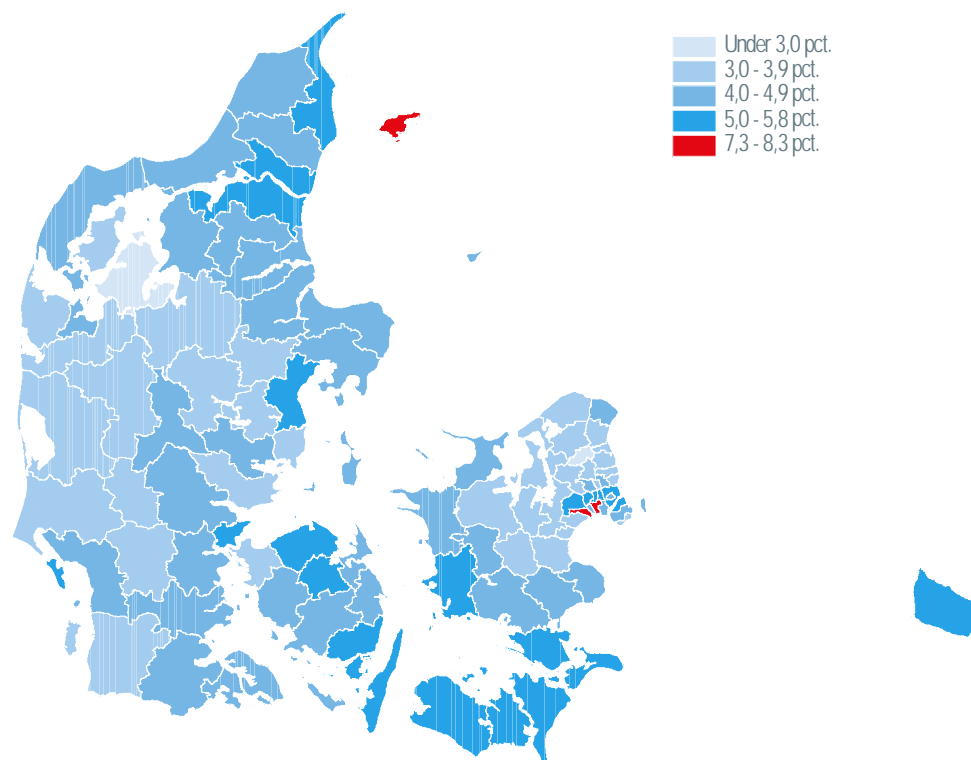 Under 3,0 pct.
3,0 - 3,9 pct.
4,0 - 4,9 pct.
5,0 - 5,8 pct.
7,3 - 8,3 pct.